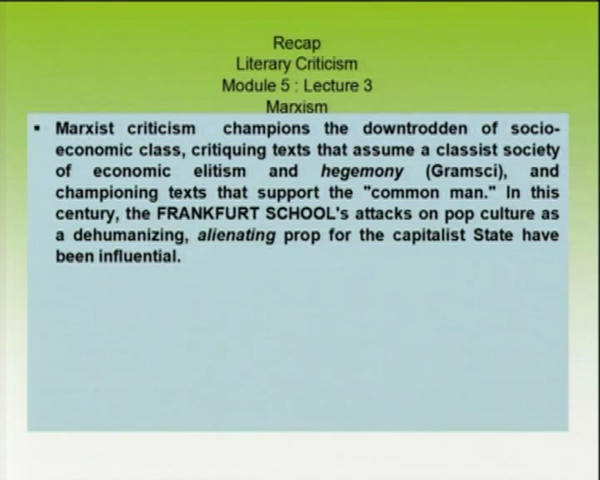 Recap
Literary Criticism
Module 5 : Lecture 3
Marxism
▪ Marxist criticism champions the downtrodden of socio-
economic class, critiquing texts that assume a classist society
of economic elitism and hegemony (Gramsci), and
championing texts that support the "common man." In this
century, the FRANKFURT SCHOOL's attacks on pop culture as
a dehumanizing, alienating prop for the capitalist State have
been influential.